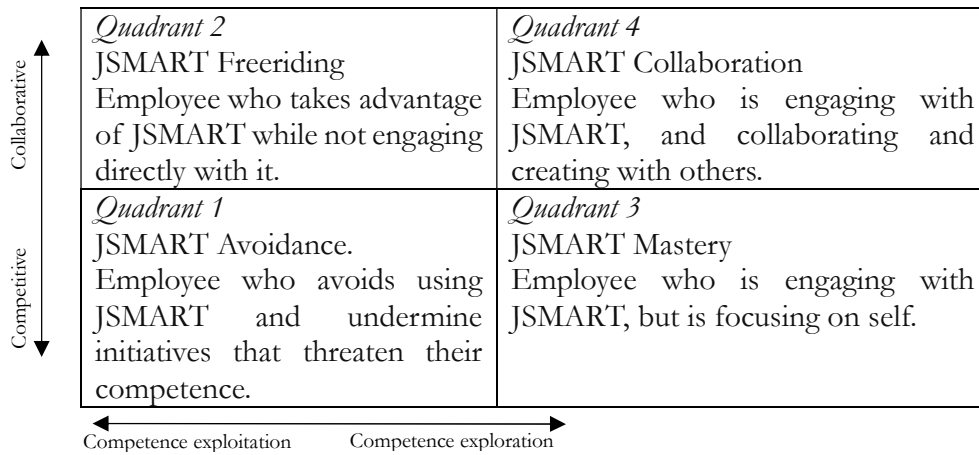 Collaborative
Competitive
Quadrant 2
JSMART Freeriding
Employee who takes advantage
of JSMART while not engaging
directly with it.
Quadrant 4
JSMART Collaboration
Employee who is engaging with
JSMART, and collaborating and
creating with others.
Quadrant 1
JSMART Avoidance.
Employee who avoids using
JSMART and undermine
initiatives that threaten their
competence.
Quadrant 3
JSMART Mastery
Employee who is engaging with
JSMART, but is focusing on self.
Competence exploitation
Competence exploration